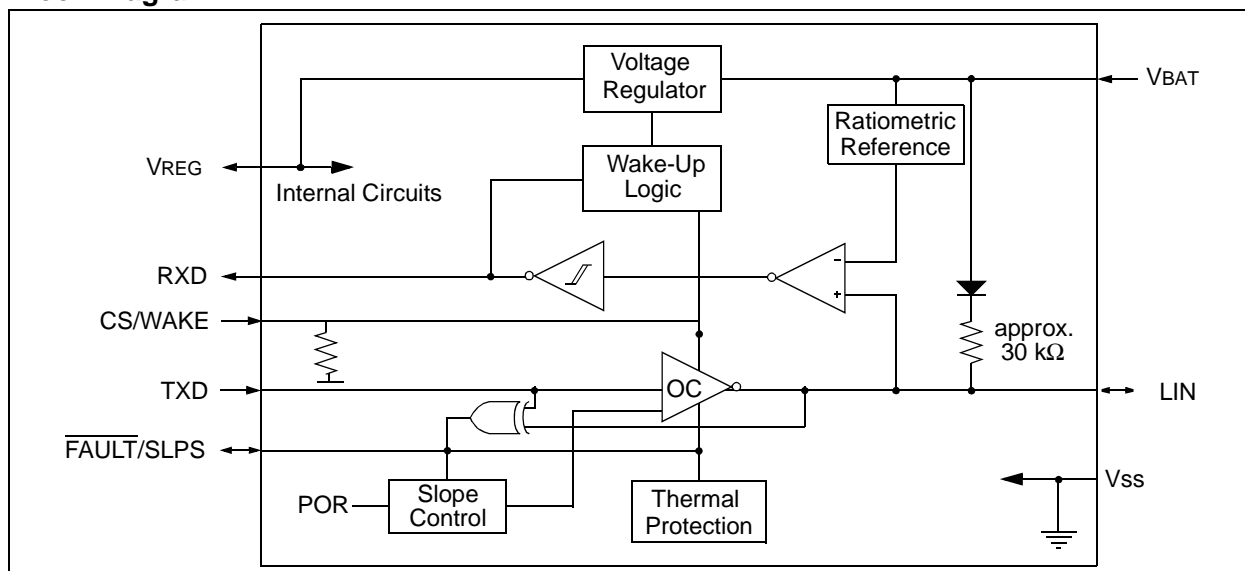 Voltage
Regulator
VBAT
Ratiometric
Reference
VREG
Internal Circuits
Wake-Up
Logic
RXD
-
+
CS/WAKE
approx.
30 kΩ
TXD
OC
LIN
FAULT/SLPS
POR
Slope
Control
Thermal
Protection
Vss